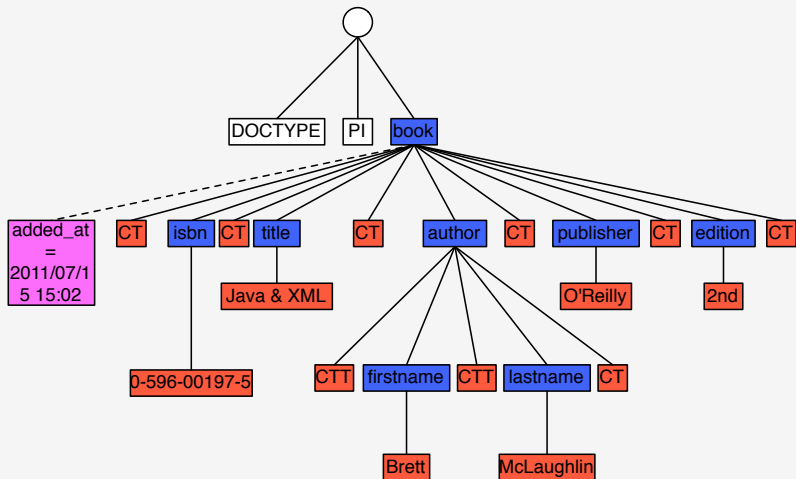 DOCTYPE
PI
book
added_at
=
2011/07/1
5 15:02
CT
isbn
CT
title
CT
author
CT
publisher
CT
edition
CT
Java & XML
O'Reilly
2nd
0-596-00197-5
CTT
firstname
CTT
lastname
CT
Brett
McLaughlin